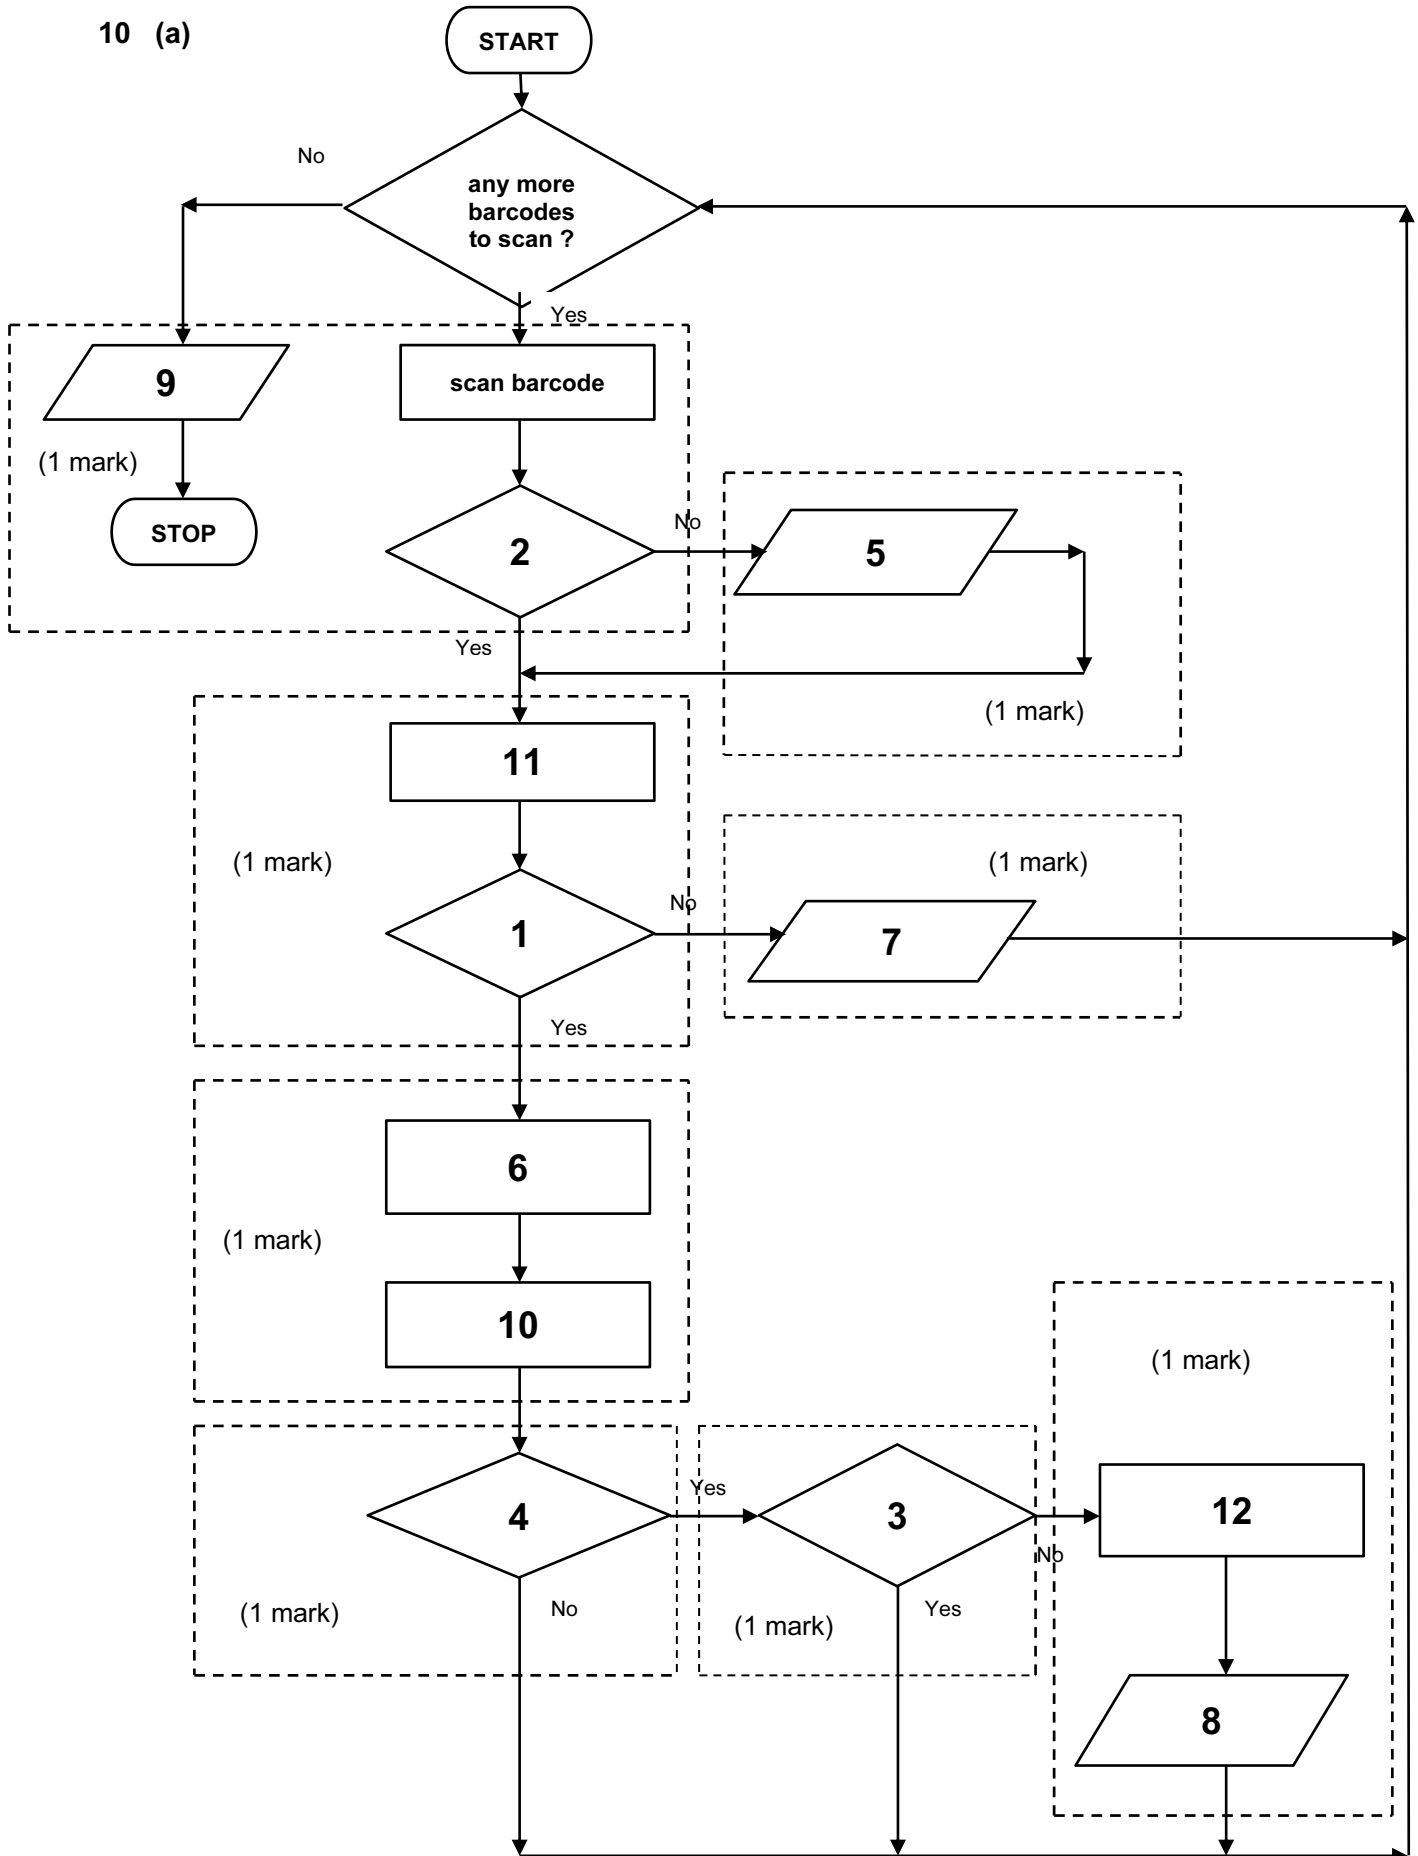 10 (a)
START
No
any more
barcodes
to scan ?
Yes
9
scan barcode
(1 mark)
STOP
2
No
5
Yes
(1 mark)
11
(1 mark)
(1 mark)
1
No
7
Yes
6
(1 mark)
10
(1 mark)
4
Yes
3
No
12
(1 mark)
No
(1 mark)
Yes
8